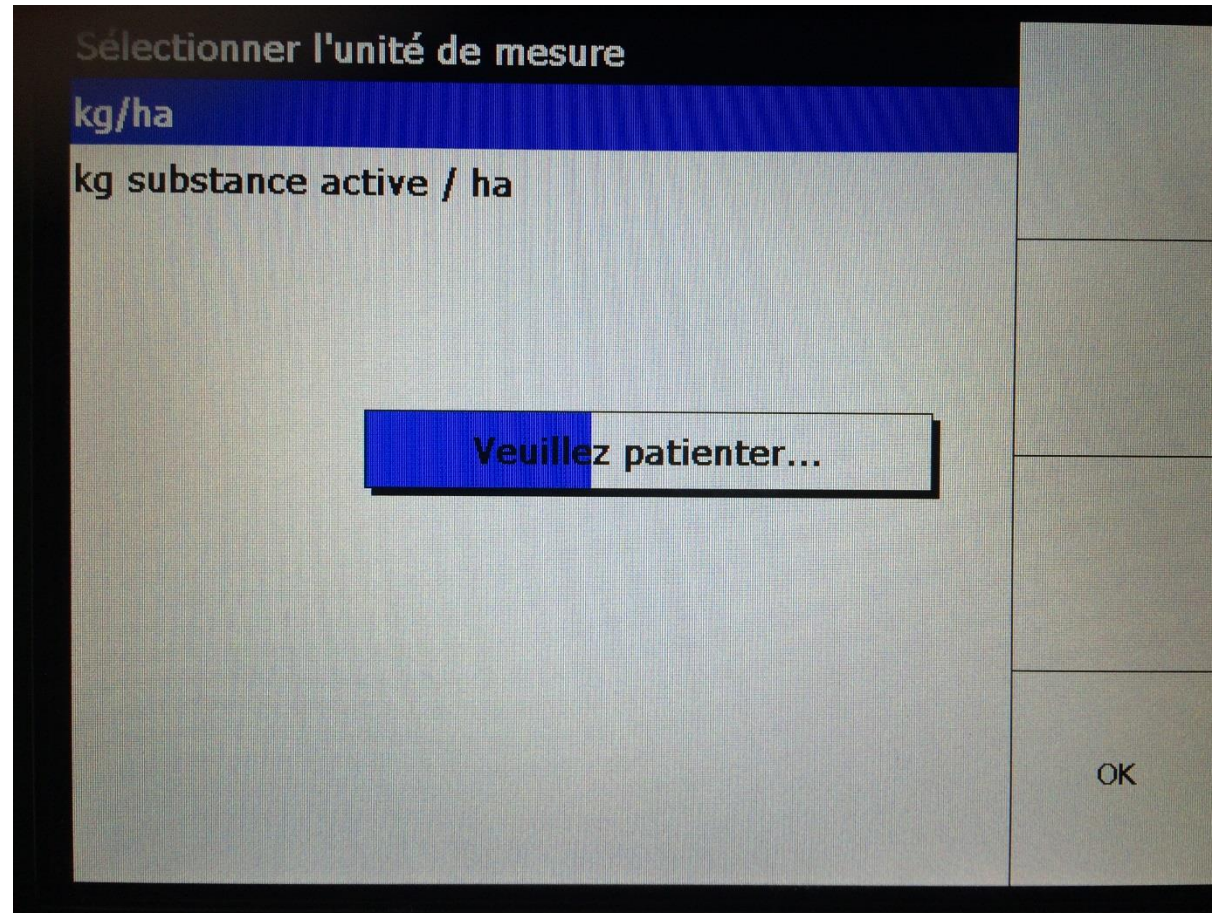 Sélectionner l'unité de mesure
kg/ha
kg substance active / ha
Veuillez patienter...
OK